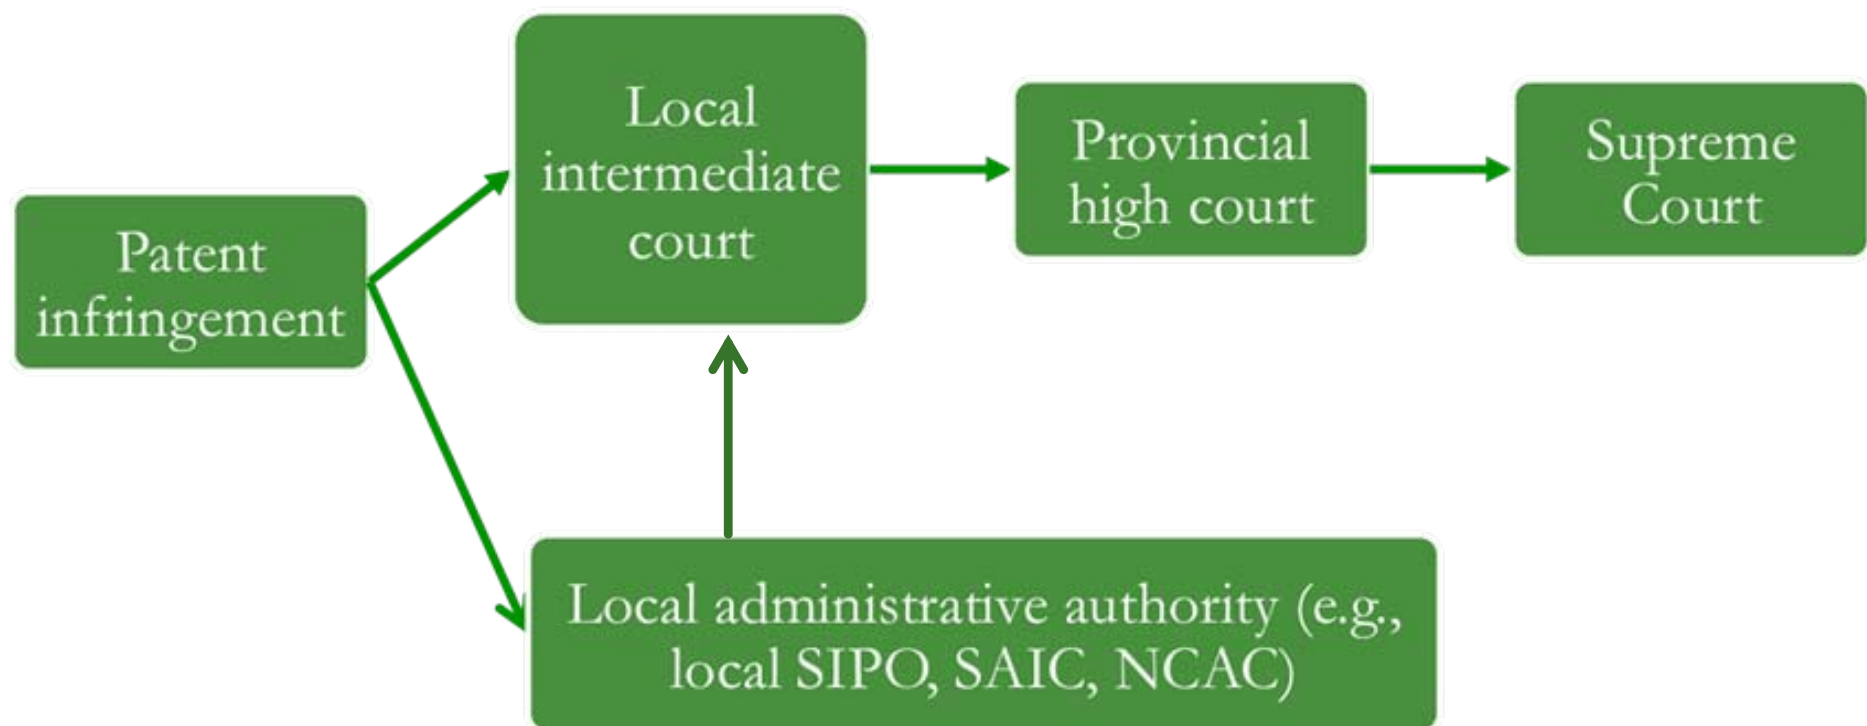 Patent
infringement
Local
intermediate
court
Provincial
high court
Supreme
Court
Local administrative authority (e.g.,
local SIPO, SAIC, NCAC)